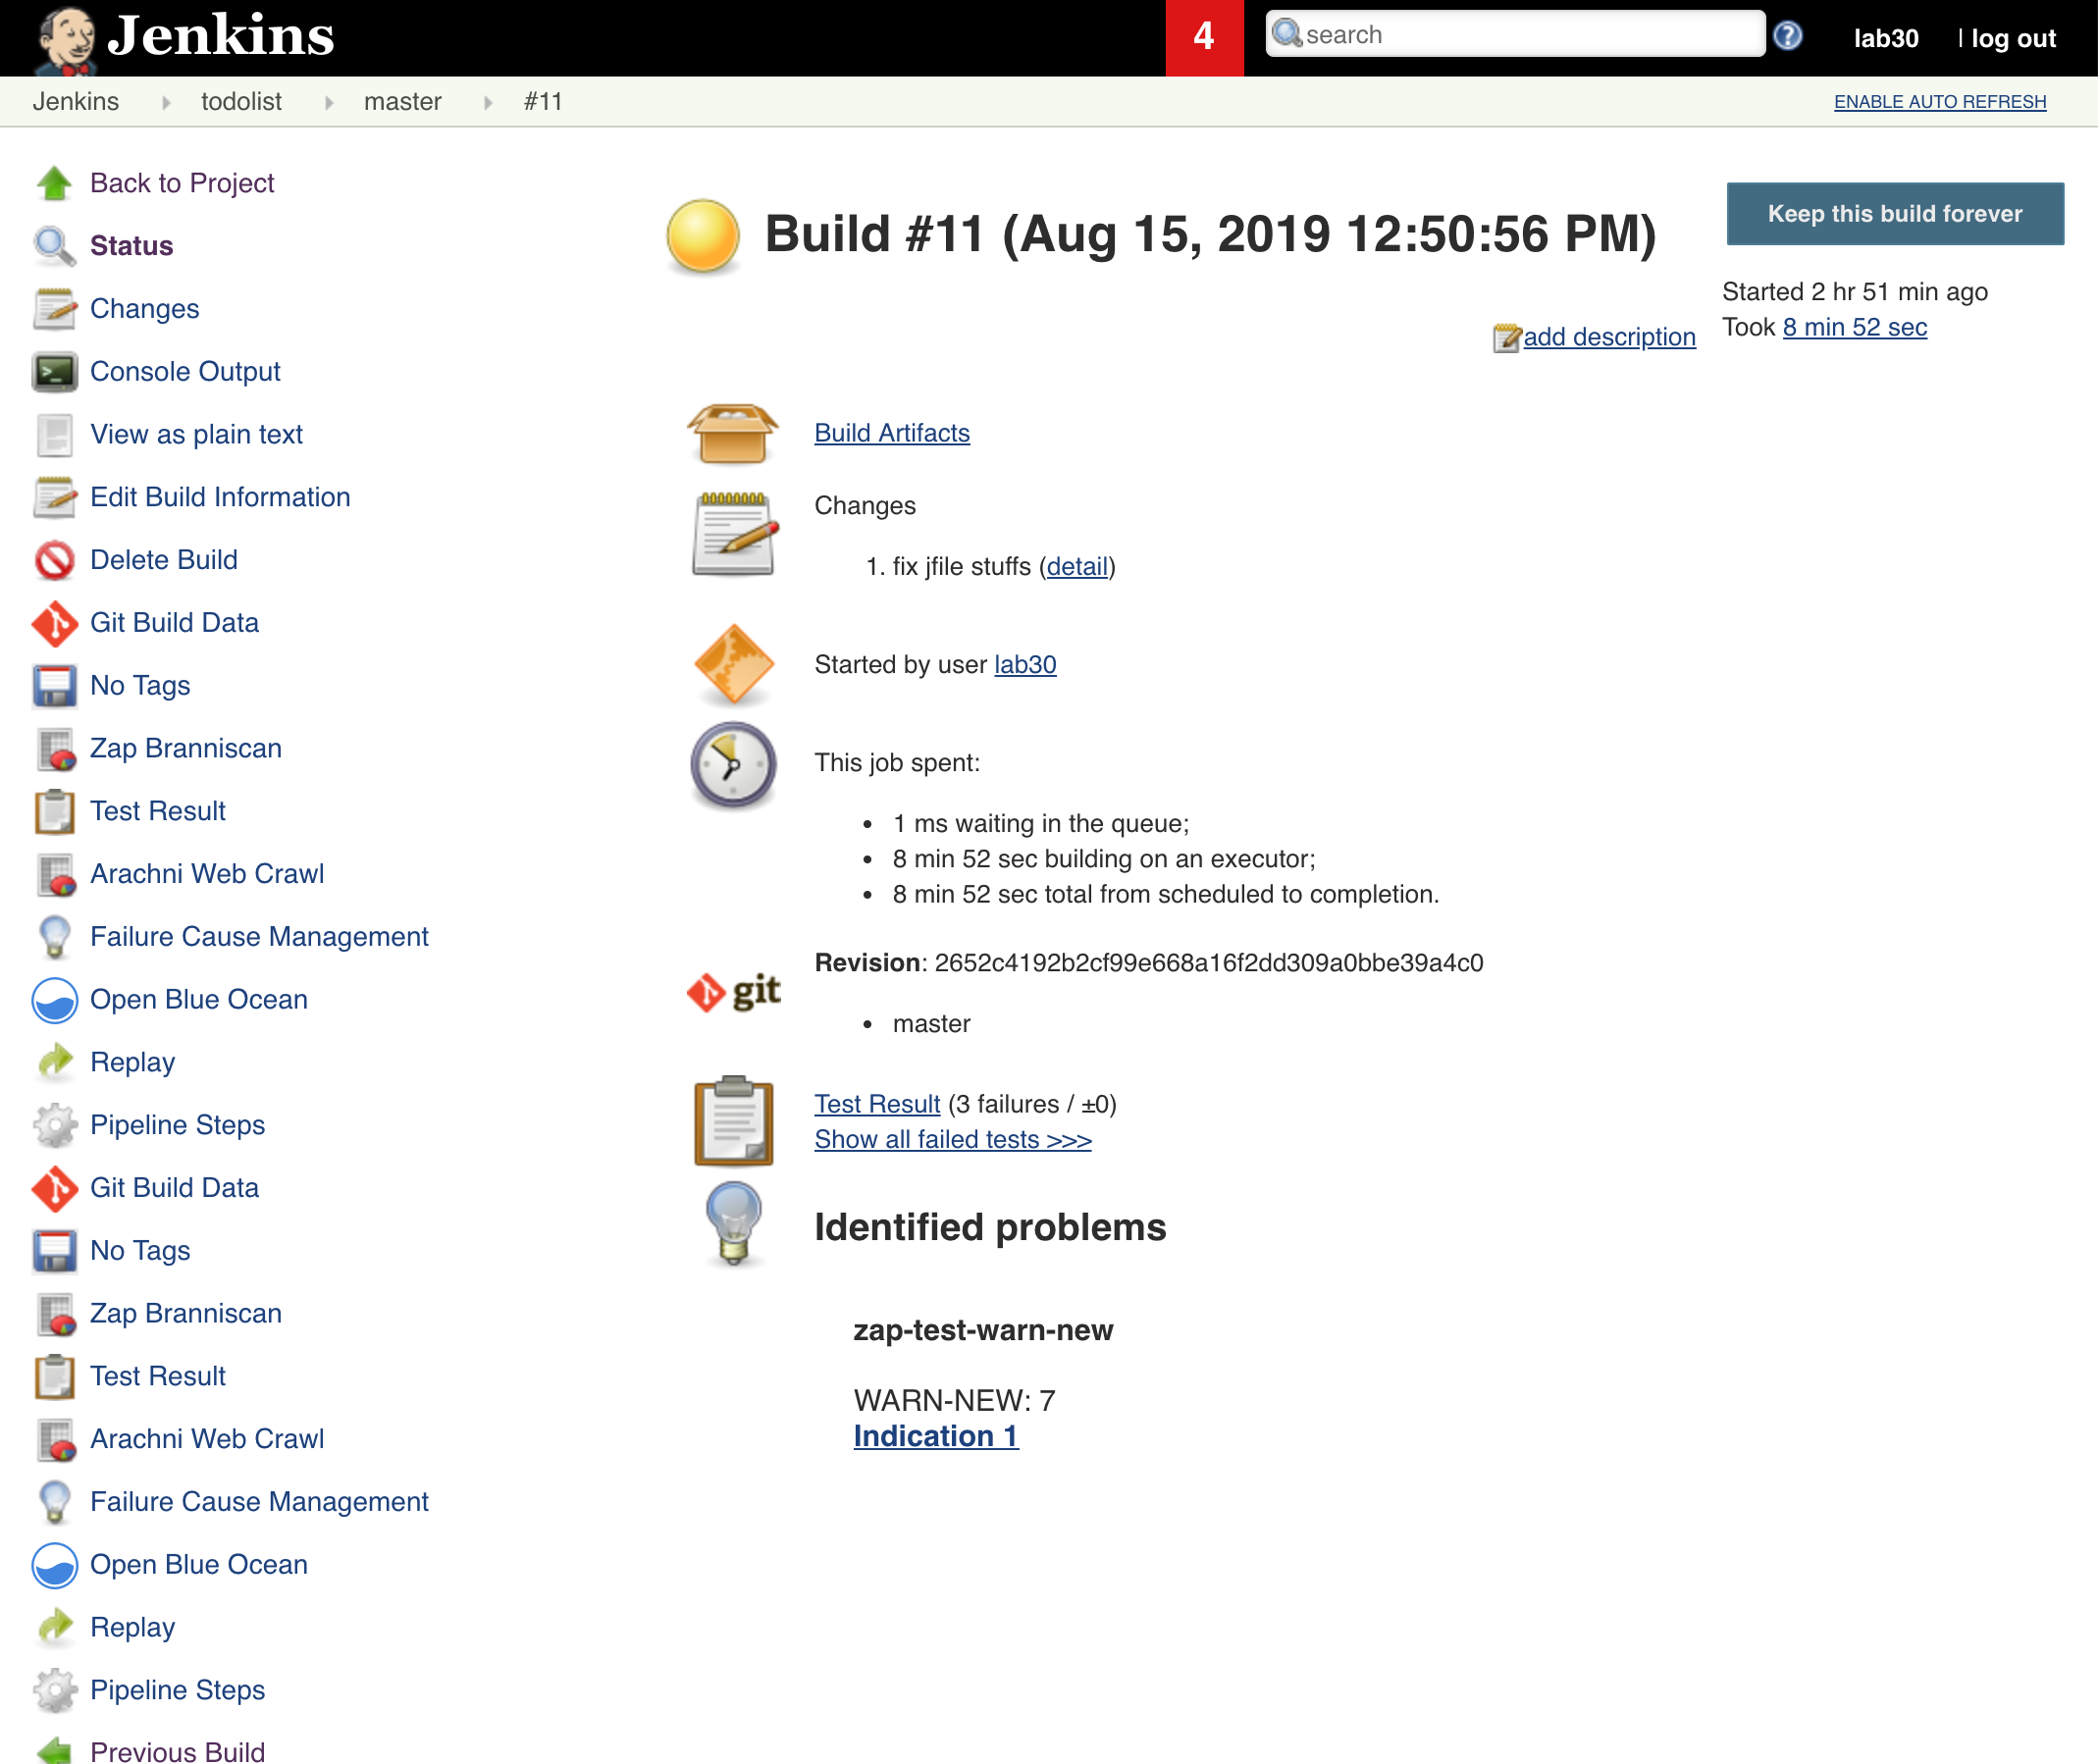 Jenkins
4
search
lab30
| log out
Jenkins
todolist
master
#11
ENABLE AUTO REFRESH
Back to Project
Status
Changes
Console Output
View as plain text
Edit Build Information
Delete Build
Git Build Data
No Tags
Zap Branniscan
Test Result
Arachni Web Crawl
Failure Cause Management
Open Blue Ocean
Replay
Pipeline Steps
Git Build Data
No Tags
Zap Branniscan
Test Result
Arachni Web Crawl
Failure Cause Management
Open Blue Ocean
Replay
Pipeline Steps
Previous Build
Build #11 (Aug 15, 2019 12:50:56 PM)
Keep this build forever
Started 2 hr 51 min ago
Took 8 min 52 sec
add description
Build Artifacts
Changes
1. fix jfile stuffs (detail)
Started by user lab30
This job spent:
• 1 ms waiting in the queue;
• 8 min 52 sec building on an executor;
• 8 min 52 sec total from scheduled to completion.
git
Revision: 2652c4192b2cf99e668a16f2dd309a0bbe39a4c0
• master
Test Result (3 failures / ±0)
Show all failed tests >>>
Identified problems
zap-test-warn-new
WARN-NEW: 7
Indication 1